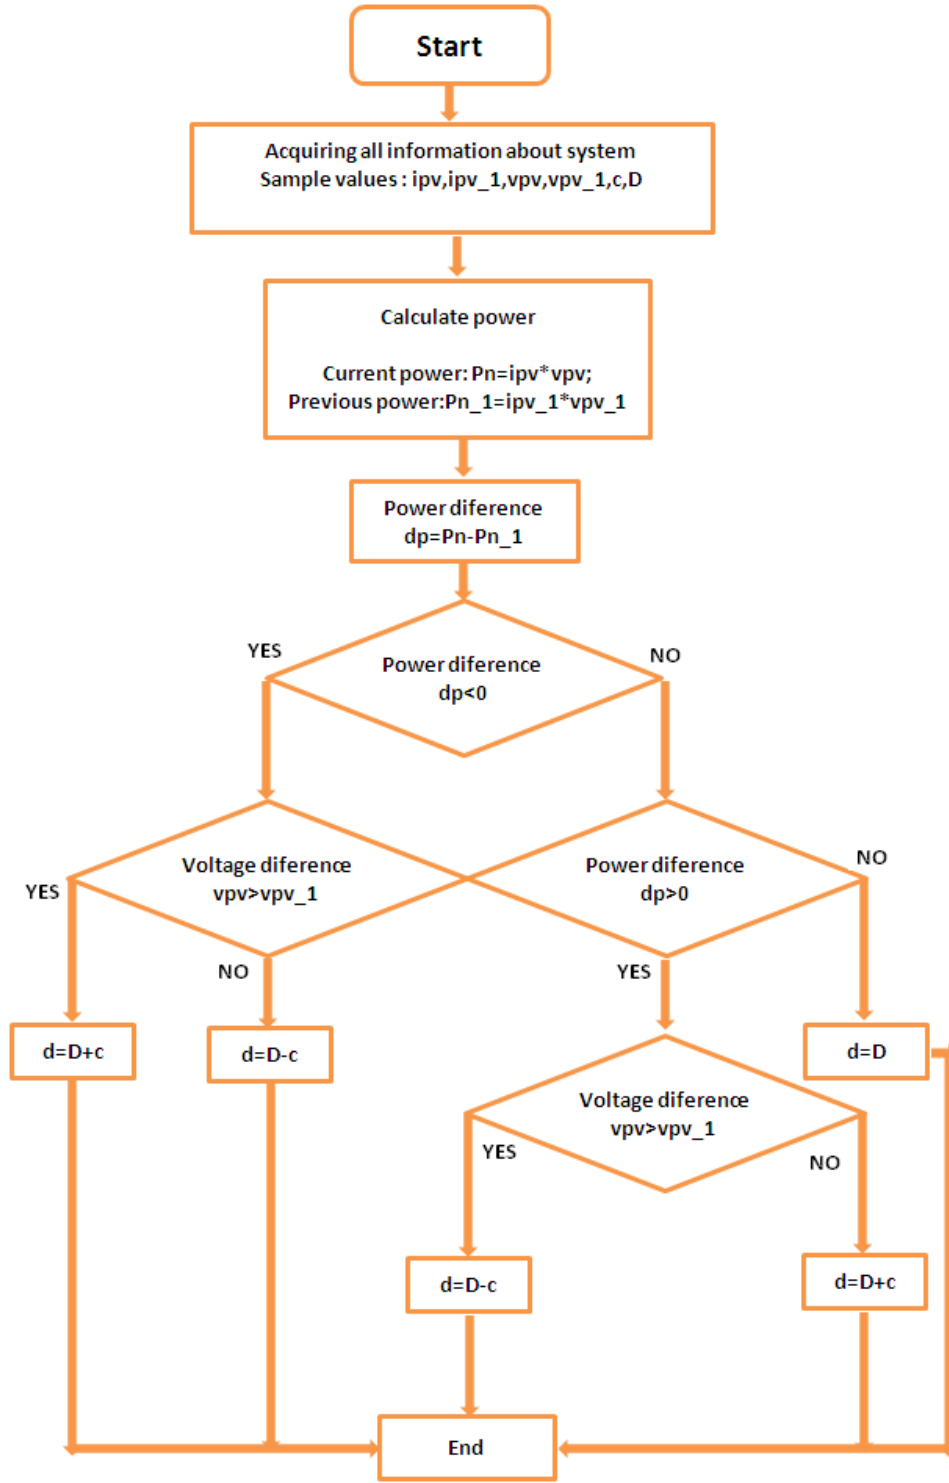 Start
Acquiring all information about system
Sample values : ipv,ipv_1,vpv,vpv_1,c,D
Calculate power
Current power: Pn=ipv*vpv;
Previous power:Pn_1=ipv_1*vpv_1
Power diference
dp=Pn-Pn_1
YES
Power diference
dp<0
NO
YES
Voltage diference
vpv>vpv_1
NO
Power diference
dp>0
NO
YES
d=D+c
d=D-c
d=D
Voltage diference
vpv>vpv_1
YES
NO
d=D-c
d=D+c
End